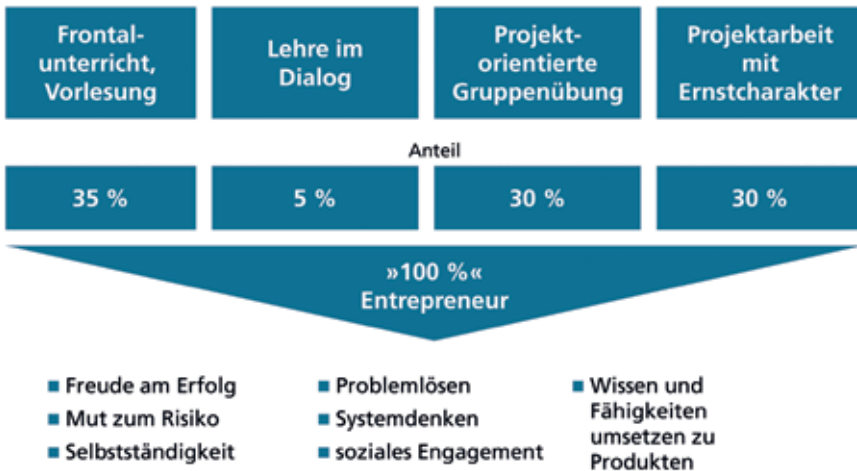 Frontal-
unterricht,
Vorlesung
Lehre im
Dialog
Projekt-
orientierte
Gruppenübung
Projektarbeit
mit
Ernstcharakter
Anteil
35 %
5 %
30 %
30 %
»100 %«
Entrepreneur
Freude am Erfolg
Mut zum Risiko
Selbstständigkeit
Problemlösen
Systemdenken
soziales Engagement
Wissen und
Fähigkeiten
umsetzen zu
Produkten